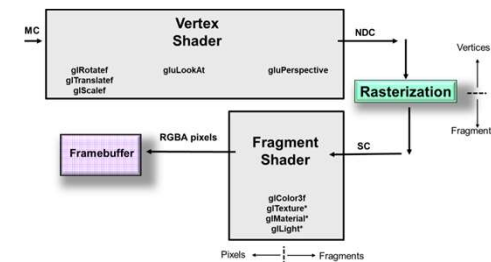 Vertex
Shader
MC
NDC
glRotatef
glTranslatef
glScalef
gluLookAt
gluPerspective
Vertices
Rasterization
Fragment
RGBA pixels
Framebuffer
Fragment
Shader
SC
glColor3f
glTexture*
glMaterial*
glLight*
Pixels
Fragments